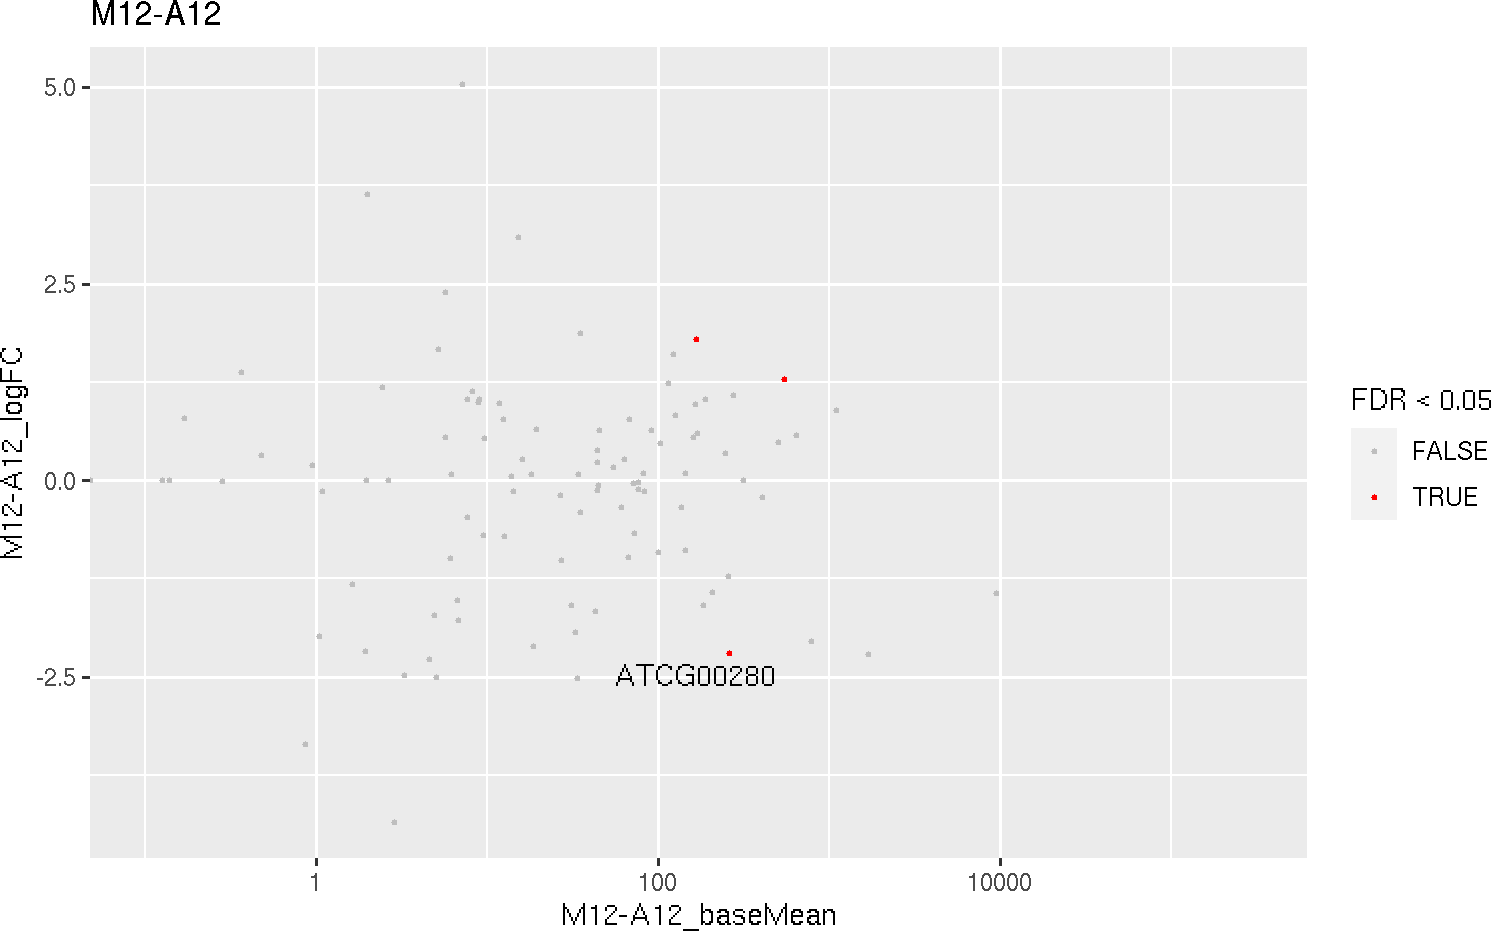 M12-A12
5.0
2.5
0.0
-2.5
M12-A12_logFC
ATCG00280
1
100
10000
M12-A12_baseMean
FDR < 0.05
FALSE
TRUE